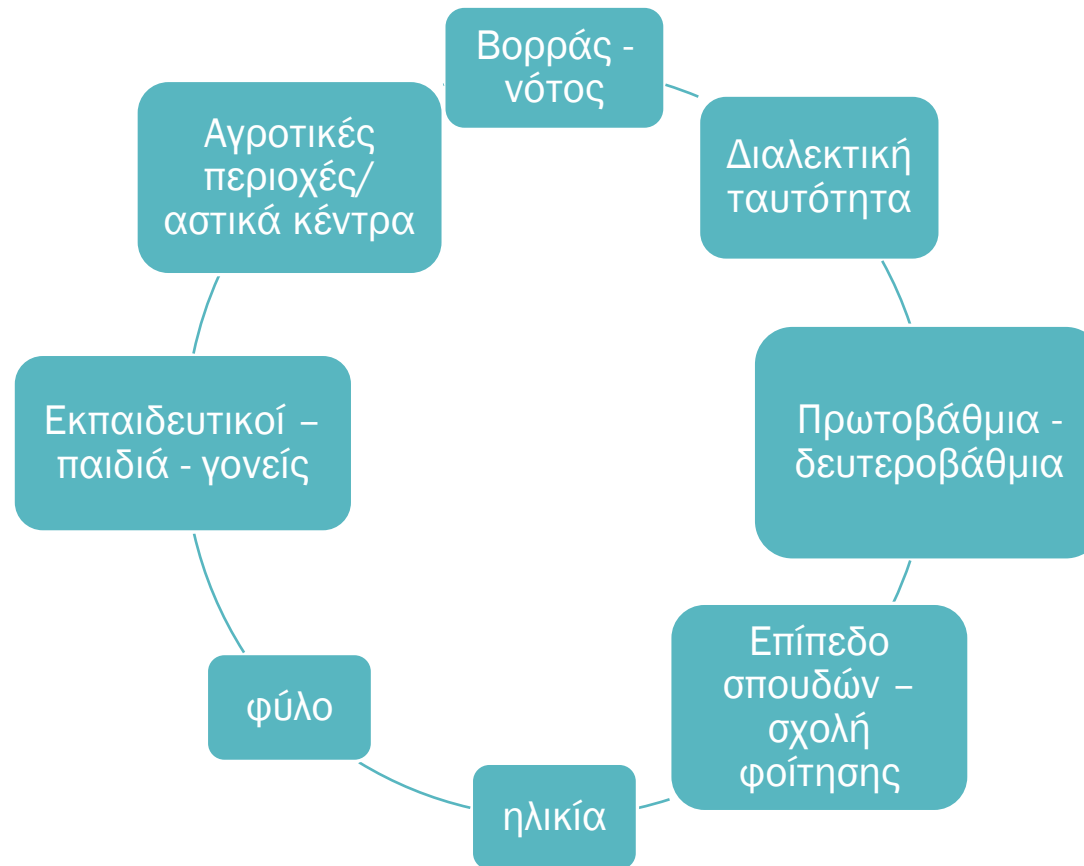 Βορράς -
νότος
Διαλεκτική
ταυτότητα
Πρωτοβάθμια -
δευτεροβάθμια
Επίπεδο
σπουδών –
σχολή
φοίτησης
ηλικία
φύλο
Εκπαιδευτικοί –
παιδιά - γονείς
Αγροτικές
περιοχές/
αστικά κέντρα